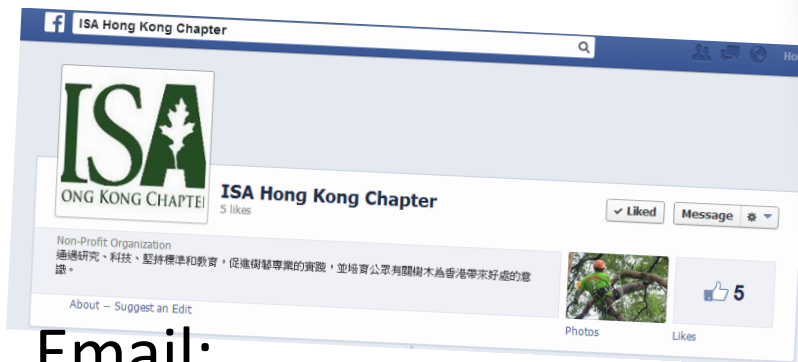 ISA Hong Kong Chapter
ISA
ONG KONG CHAPTE
ISA Hong Kong Chapter
5 likes
✓ Liked
Message
Non-Profit Organization
通過研究、科技、堅持標準和教育，促進樹藝專業的實踐，並培育公眾有關樹木為香港帶來好處的意
識。
5
About – Suggest an Edit
Photos
Likes
Email: